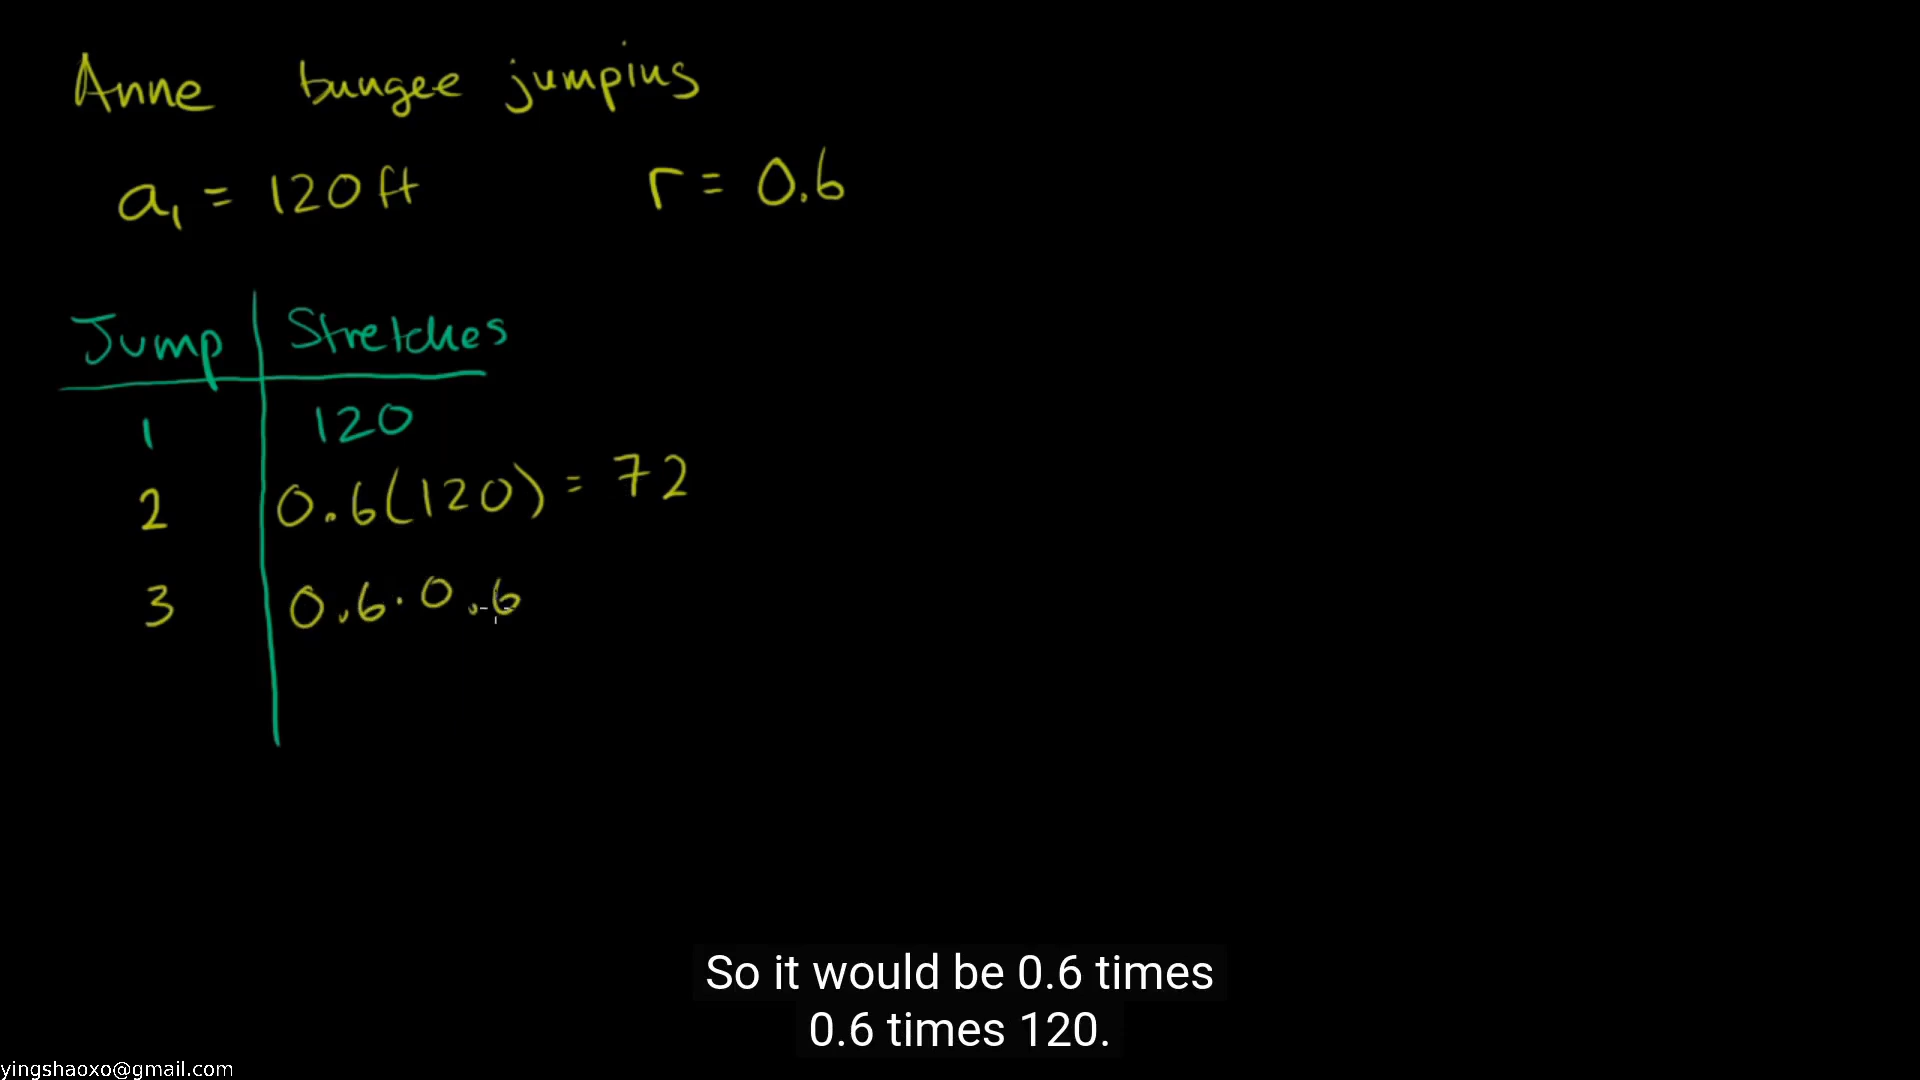 Anne bungee jumping
a₁ = 120 ft r = 0.6
Jump Stretches
1 120
2 0.6(120) = 72
3 0.6 · 0.6
So it would be 0.6 times
0.6 times 120.
yingshaoxo@gmail.com